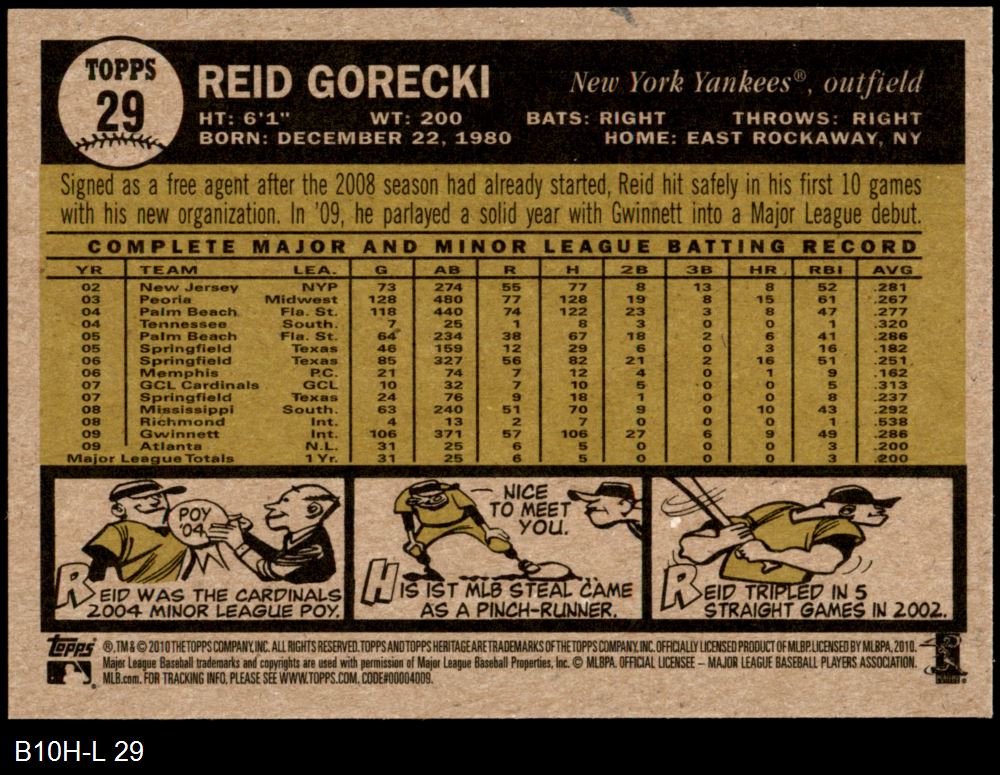 TOPPS
29
REID GORECKI
New York Yankees®, outfield
HT: 6'1" WT: 200 BATS: RIGHT THROWS: RIGHT
BORN: DECEMBER 22, 1980 HOME: EAST ROCKAWAY, NY
Signed as a free agent after the 2008 season had already started, Reid hit safely in his first 10 games
with his new organization. In '09, he parlayed a solid year with Gwinnett into a Major League debut.
COMPLETE MAJOR AND MINOR LEAGUE BATTING RECORD
YR TEAM LEA. G AB R H 2B 3B HR RBI AVG
02 New Jersey NYP 73 274 55 77 8 13 8 52 .281
03 Peoria Midwest 128 480 77 128 19 8 15 61 .267
04 Palm Beach Fla. St. 118 440 74 122 23 3 8 47 .277
04 Tennessee South. 7 25 1 8 3 0 0 1 .320
05 Palm Beach Fla. St. 64 234 38 67 18 2 6 41 .286
05 Springfield Texas 46 159 12 29 6 0 3 16 .182
06 Springfield Texas 85 327 56 82 21 2 16 51 .251
06 Memphis P.C. 21 74 7 12 4 0 1 9 .162
07 GCL Cardinals GCL 10 32 7 10 5 0 0 5 .313
07 Springfield Texas 24 76 9 18 1 0 0 8 .237
08 Mississippi South. 63 240 51 70 9 0 10 43 .292
08 Richmond Int. 4 13 2 7 0 0 0 1 .538
09 Gwinnett Int. 106 371 57 106 27 6 9 49 .286
09 Atlanta N.L. 31 25 6 5 0 0 0 3 .200
Major League Totals 1 Yr. 31 25 6 5 0 0 0 3 .200
POY
'04
REID WAS THE CARDINALS
2004 MINOR LEAGUE POY.
NICE
TO MEET
YOU.
HIS 1ST MLB STEAL CAME
AS A PINCH-RUNNER.
REID TRIPLED IN 5
STRAIGHT GAMES IN 2002.
Topps ®, TM & © 2010 THE TOPPS COMPANY, INC. ALL RIGHTS RESERVED. TOPPS AND TOPPS HERITAGE ARE TRADEMARKS OF THE TOPPS COMPANY, INC. OFFICIALLY LICENSED PRODUCT OF MLBP. LICENSED BY MLBPA, 2010.
Major League Baseball trademarks and copyrights are used with permission of Major League Baseball Properties, Inc. © MLBPA. OFFICIAL LICENSEE – MAJOR LEAGUE BASEBALL PLAYERS ASSOCIATION.
MLB.com. FOR TRACKING INFO, PLEASE SEE WWW.TOPPS.COM. CODE#00004009.
B10H-L 29